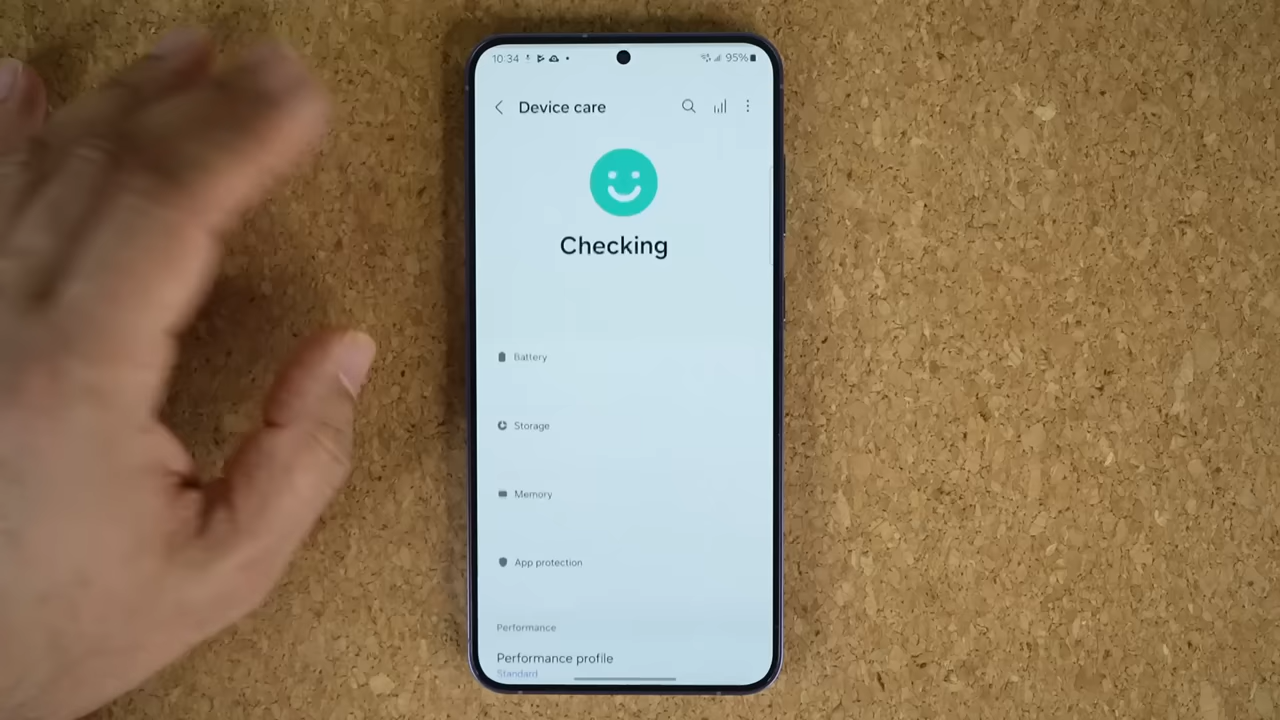 10:34
95%
Device care
Checking
Battery
Storage
Memory
App protection
Performance
Performance profile
Standard